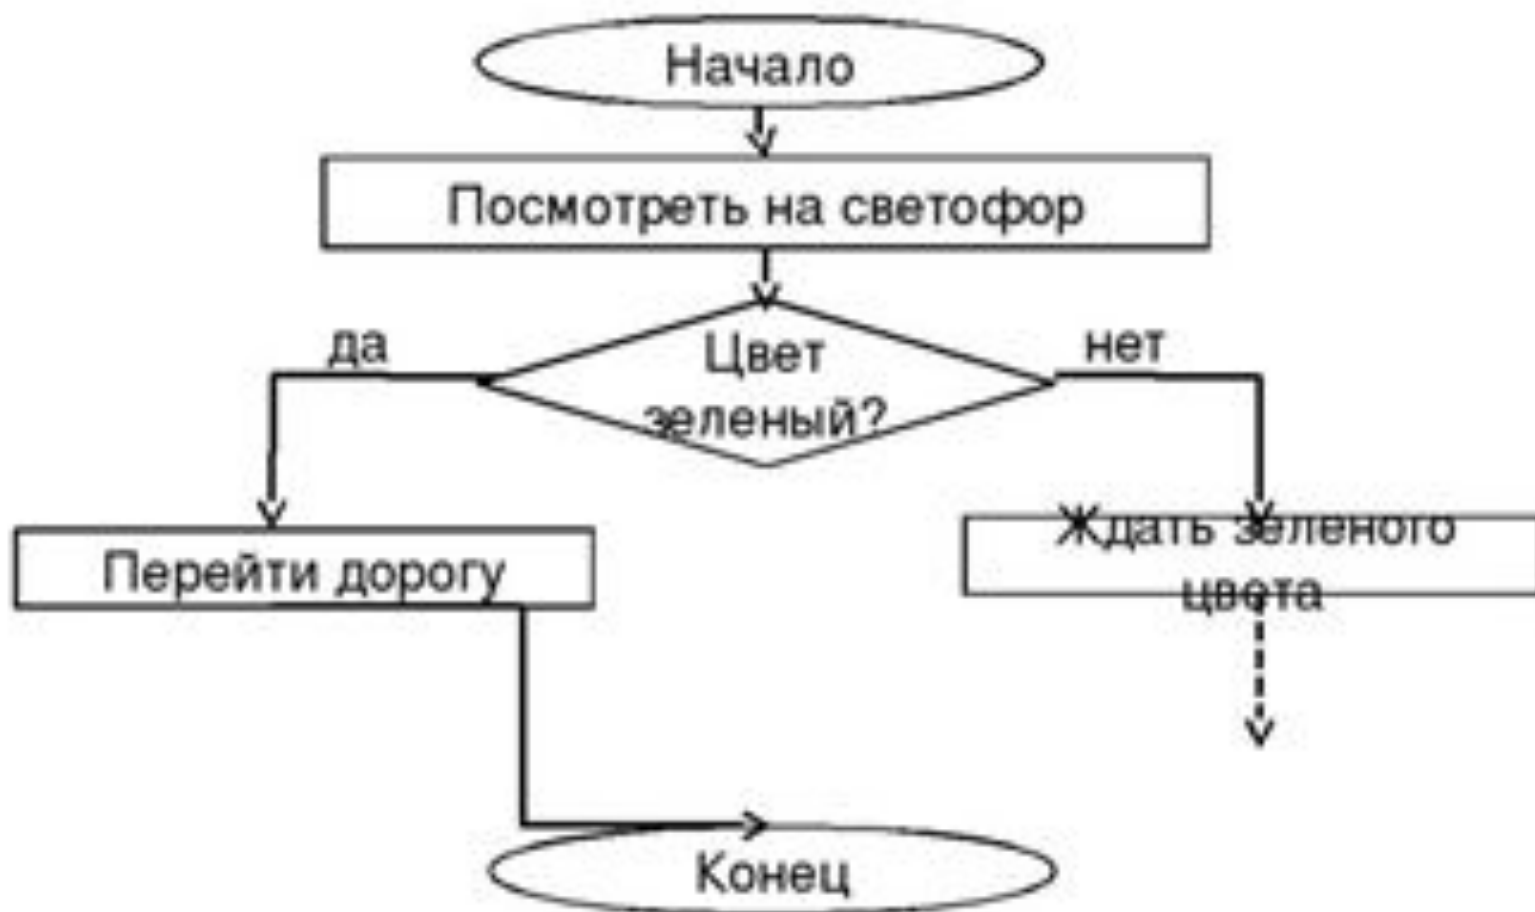 Начало
Посмотреть на светофор
да
Цвет
зеленый?
нет
Перейти дорогу
Ждать зеленого
цвета
Конец